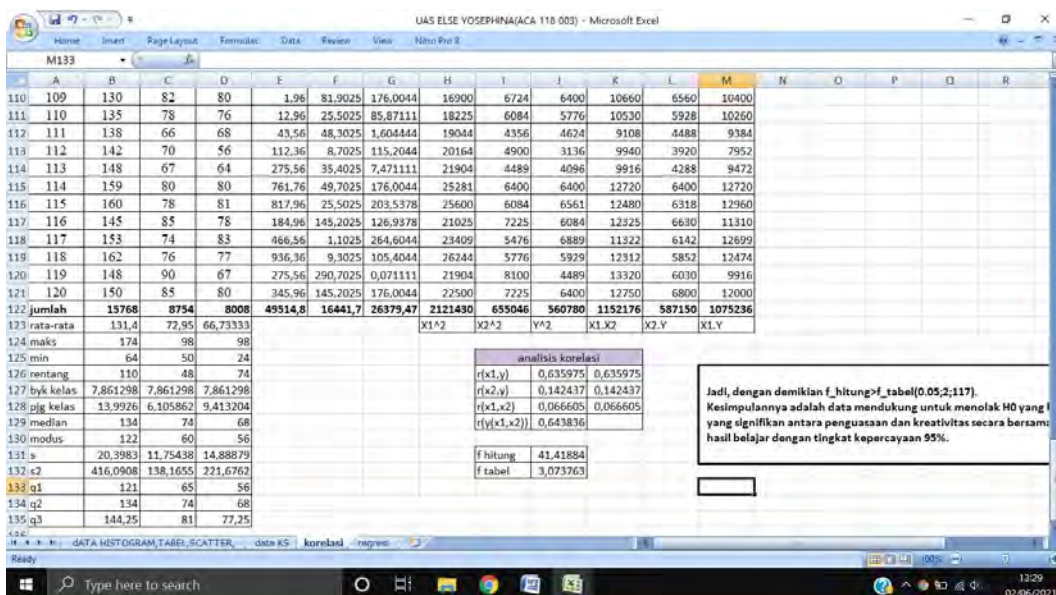 UAS ELSE YOSEPHINA(ACA 118 003) - Microsoft Excel
Home Insert Page Layout Formulas Data Review View Nitro Pro 8
M133 fx
A B C D E F G H I J K L M N O P Q R
110 109 130 82 80 1,96 81,9025 176,0044 16900 6724 6400 10660 6560 10400
111 110 135 78 76 12,96 25,5025 85,87111 18225 6084 5776 10530 5928 10260
112 111 138 66 68 43,56 48,3025 1,604444 19044 4356 4624 9108 4488 9384
113 112 142 70 56 112,36 8,7025 115,2044 20164 4900 3136 9940 3920 7952
114 113 148 67 64 275,56 35,4025 7,471111 21904 4489 4096 9916 4288 9472
115 114 159 80 80 761,76 49,7025 176,0044 25281 6400 6400 12720 6400 12720
116 115 160 78 81 817,96 25,5025 203,5378 25600 6084 6561 12480 6318 12960
117 116 145 85 78 184,96 145,2025 126,9378 21025 7225 6084 12325 6630 11310
118 117 153 74 83 466,56 1,1025 264,6044 23409 5476 6889 11322 6142 12699
119 118 162 76 77 936,36 9,3025 105,4044 26244 5776 5929 12312 5852 12474
120 119 148 90 67 275,56 290,7025 0,071111 21904 8100 4489 13320 6030 9916
121 120 150 85 80 345,96 145,2025 176,0044 22500 7225 6400 12750 6800 12000
122 jumlah 15768 8754 8008 49514,8 16441,7 26379,47 2121430 655046 560780 1152176 587150 1075236
123 rata-rata 131,4 72,95 66,73333 X1^2 X2^2 Y^2 X1.X2 X2.Y X1.Y
124 maks 174 98 98
125 min 64 50 24 analisis korelasi
126 rentang 110 48 74 r(x1,y) 0,635975 0,635975
127 byk kelas 7,861298 7,861298 7,861298 r(x2,y) 0,142437 0,142437 Jadi, dengan demikian f_hitung>f_tabel(0.05;2;117).
128 pjg kelas 13,9926 6,105862 9,413204 r(x1,x2) 0,066605 0,066605 Kesimpulannya adalah data mendukung untuk menolak H0 yang
129 median 134 74 68 r(y(x1,x2)) 0,643836 yang signifikan antara penguasaan dan kreativitas secara bersama
130 modus 122 60 56 hasil belajar dengan tingkat kepercayaan 95%.
131 s 20,3983 11,75438 14,88879 f hitung 41,41884
132 s2 416,0908 138,1655 221,6762 f tabel 3,073763
133 q1 121 65 56
134 q2 134 74 68
135 q3 144,25 81 77,25
DATA HISTOGRAM,TABEL,SCATTER, data KS korelasi regresi
Ready 100%
Type here to search 13:29
02/06/2021